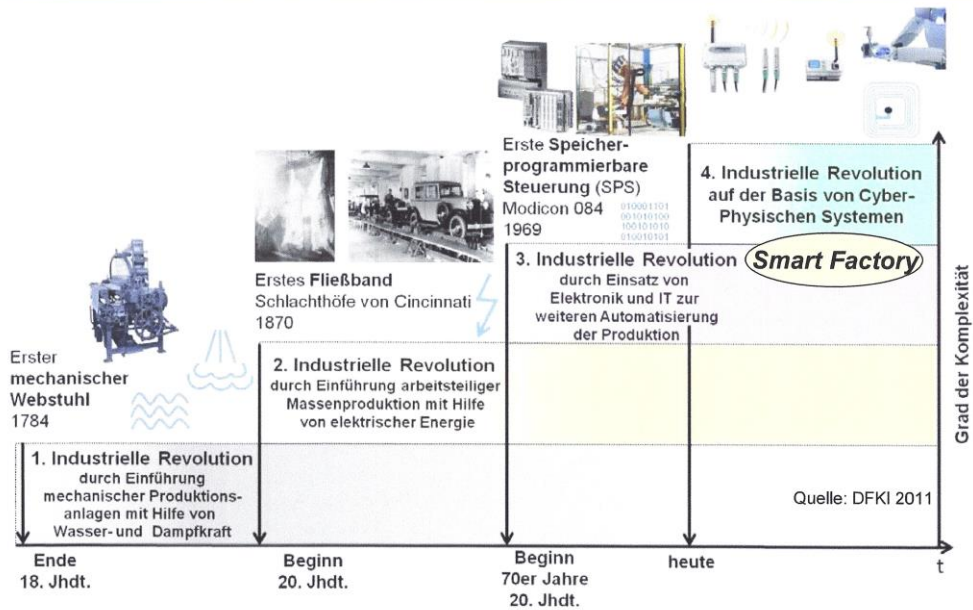 Erste Speicher-
programmierbare
Steuerung (SPS)
Modicon 084
1969
010001101
001010100
100101010
010010101
4. Industrielle Revolution
auf der Basis von Cyber-
Physischen Systemen
Smart Factory
Erstes Fließband
Schlachthöfe von Cincinnati
1870
3. Industrielle Revolution
durch Einsatz von
Elektronik und IT zur
weiteren Automatisierung
der Produktion
Erster
mechanischer
Webstuhl
1784
2. Industrielle Revolution
durch Einführung arbeitsteiliger
Massenproduktion mit Hilfe
von elektrischer Energie
1. Industrielle Revolution
durch Einführung
mechanischer Produktions-
anlagen mit Hilfe von
Wasser- und Dampfkraft
Quelle: DFKI 2011
Grad der Komplexität
Ende
18. Jhdt.
Beginn
20. Jhdt.
Beginn
70er Jahre
20. Jhdt.
heute
t